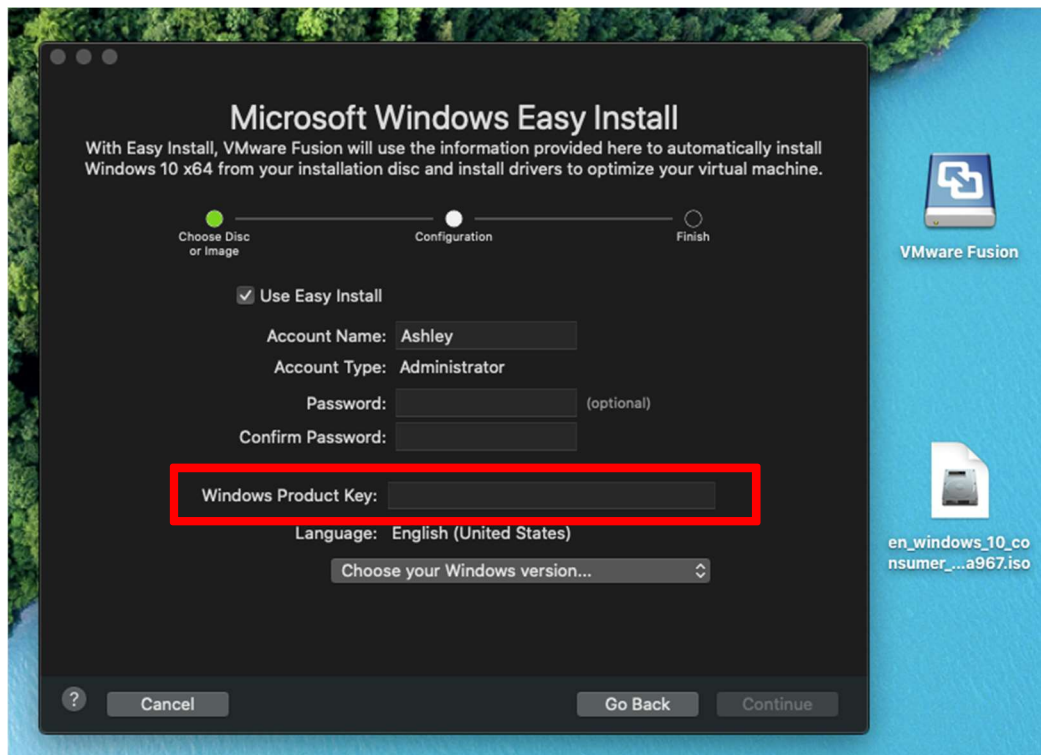 Microsoft Windows Easy Install
With Easy Install, VMware Fusion will use the information provided here to automatically install
Windows 10 x64 from your installation disc and install drivers to optimize your virtual machine.
Choose Disc
or Image
Configuration
Finish
Use Easy Install
Account Name: Ashley
Account Type: Administrator
Password: (optional)
Confirm Password:
Windows Product Key:
Language: English (United States)
Choose your Windows version...
? Cancel Go Back Continue
VMware Fusion
en_windows_10_co
nsumer_...a967.iso